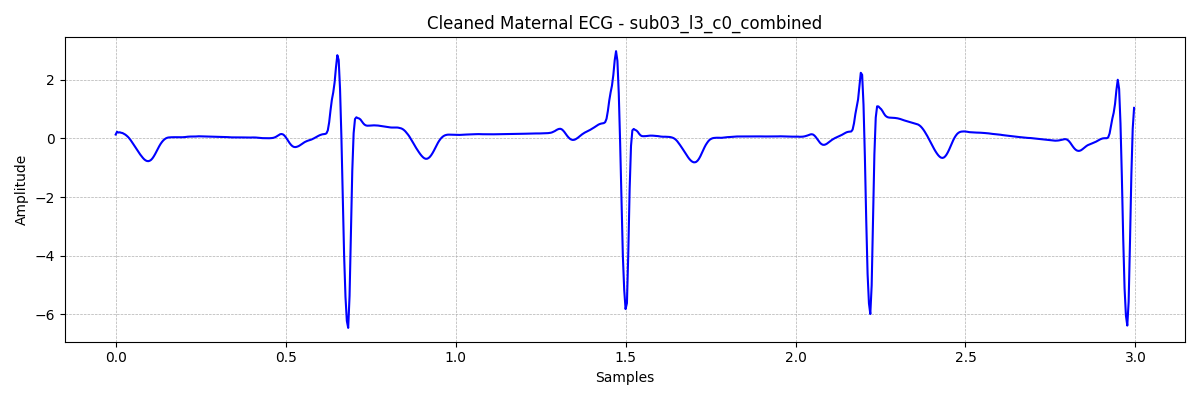 Cleaned Maternal ECG - sub03_l3_c0_combined
Amplitude
2
0
−2
−4
−6
0.0 0.5 1.0 1.5 2.0 2.5 3.0
Samples